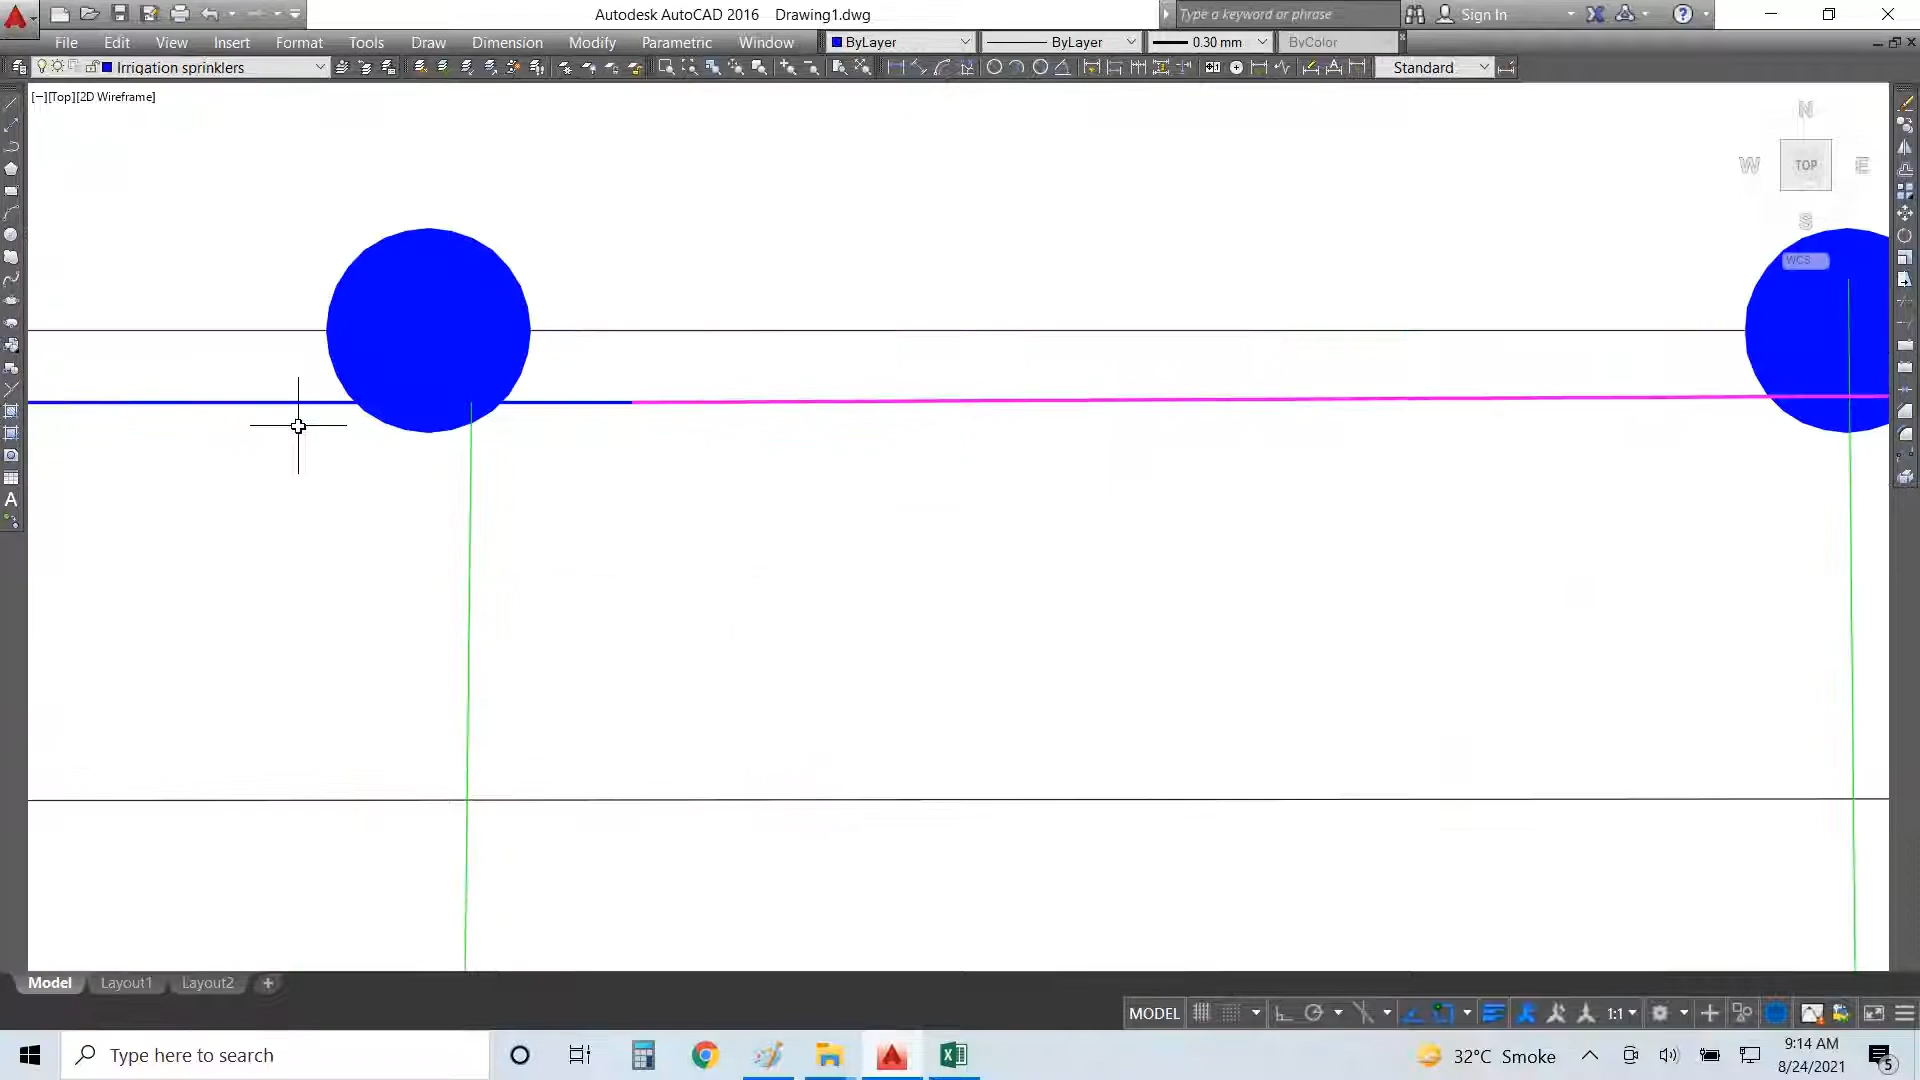 Autodesk AutoCAD 2016 Drawing1.dwg
Type a keyword or phrase
Sign In
File Edit View Insert Format Tools Draw Dimension Modify Parametric Window
ByLayer
ByLayer
0.30 mm
ByColor
Irrigation sprinklers
Standard
[−][Top][2D Wireframe]
N
W TOP E
S
WCS
Model Layout1 Layout2 +
MODEL
1:1
Type here to search
32°C Smoke
9:14 AM
8/24/2021
5
A